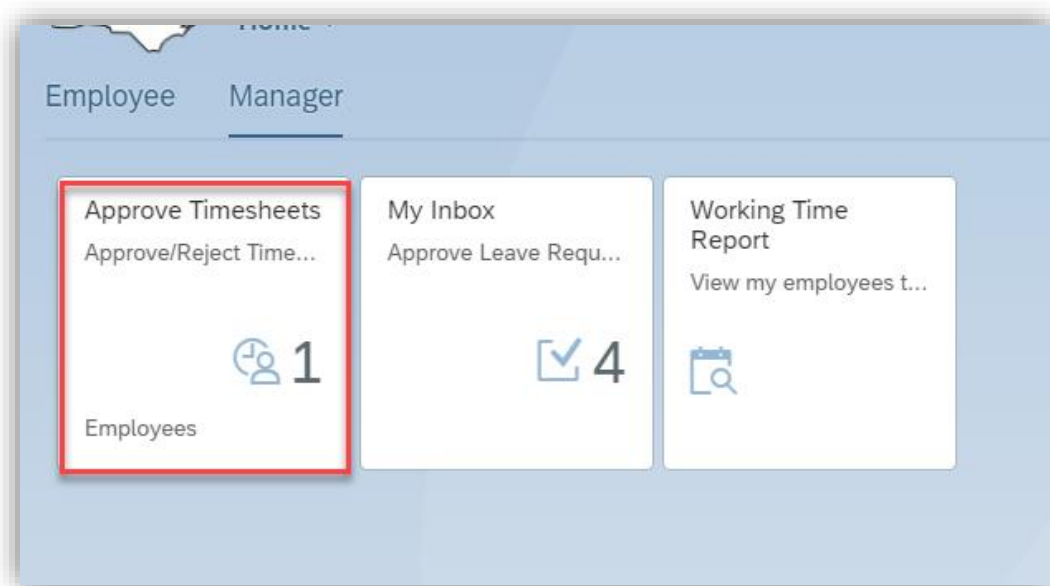 Employee Manager
Approve Timesheets
Approve/Reject Time...
1
Employees
My Inbox
Approve Leave Requ...
4
Working Time
Report
View my employees t...